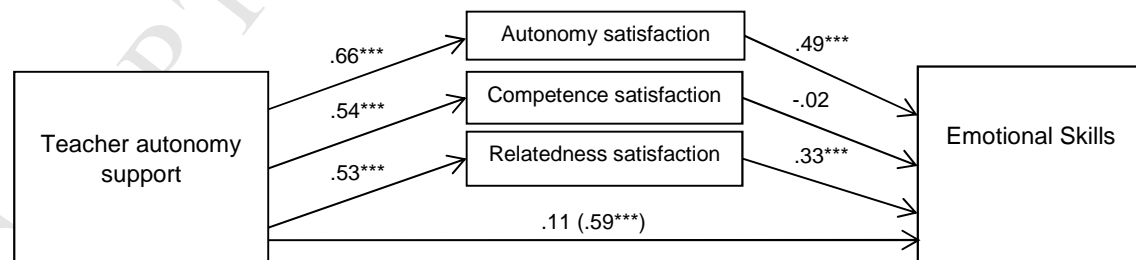 Autonomy satisfaction
.66***
.49***
Competence satisfaction
.54***
-.02
Teacher autonomy
support
Emotional Skills
Relatedness satisfaction
.53***
.33***
.11 (.59***)